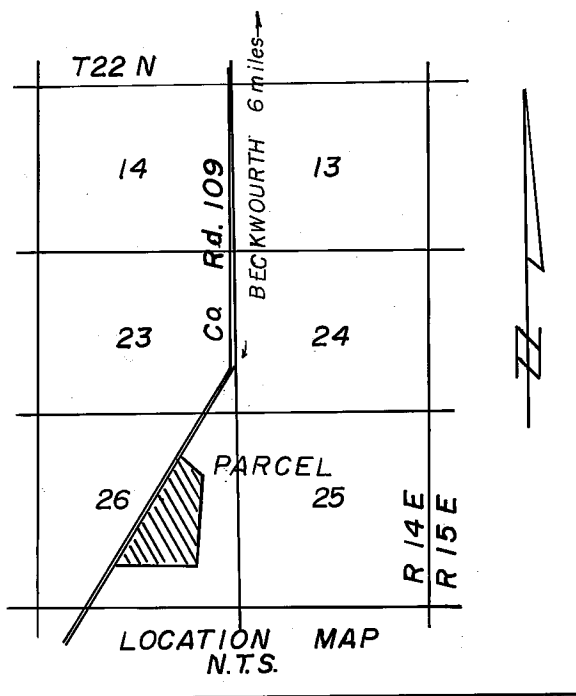 T22 N
BECKWOURTH 6 miles
14
13
Co. Rd. 109
23
24
PARCEL
26
25
R 14 E
R 15 E
LOCATION MAP
N.T.S.